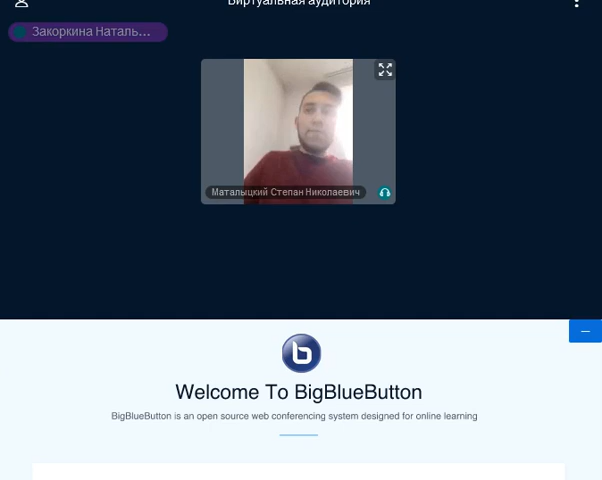 Виртуальная аудитория
Закоркина Наталь...
Маталыцкий Степан Николаевич
Welcome To BigBlueButton
BigBlueButton is an open source web conferencing system designed for online learning